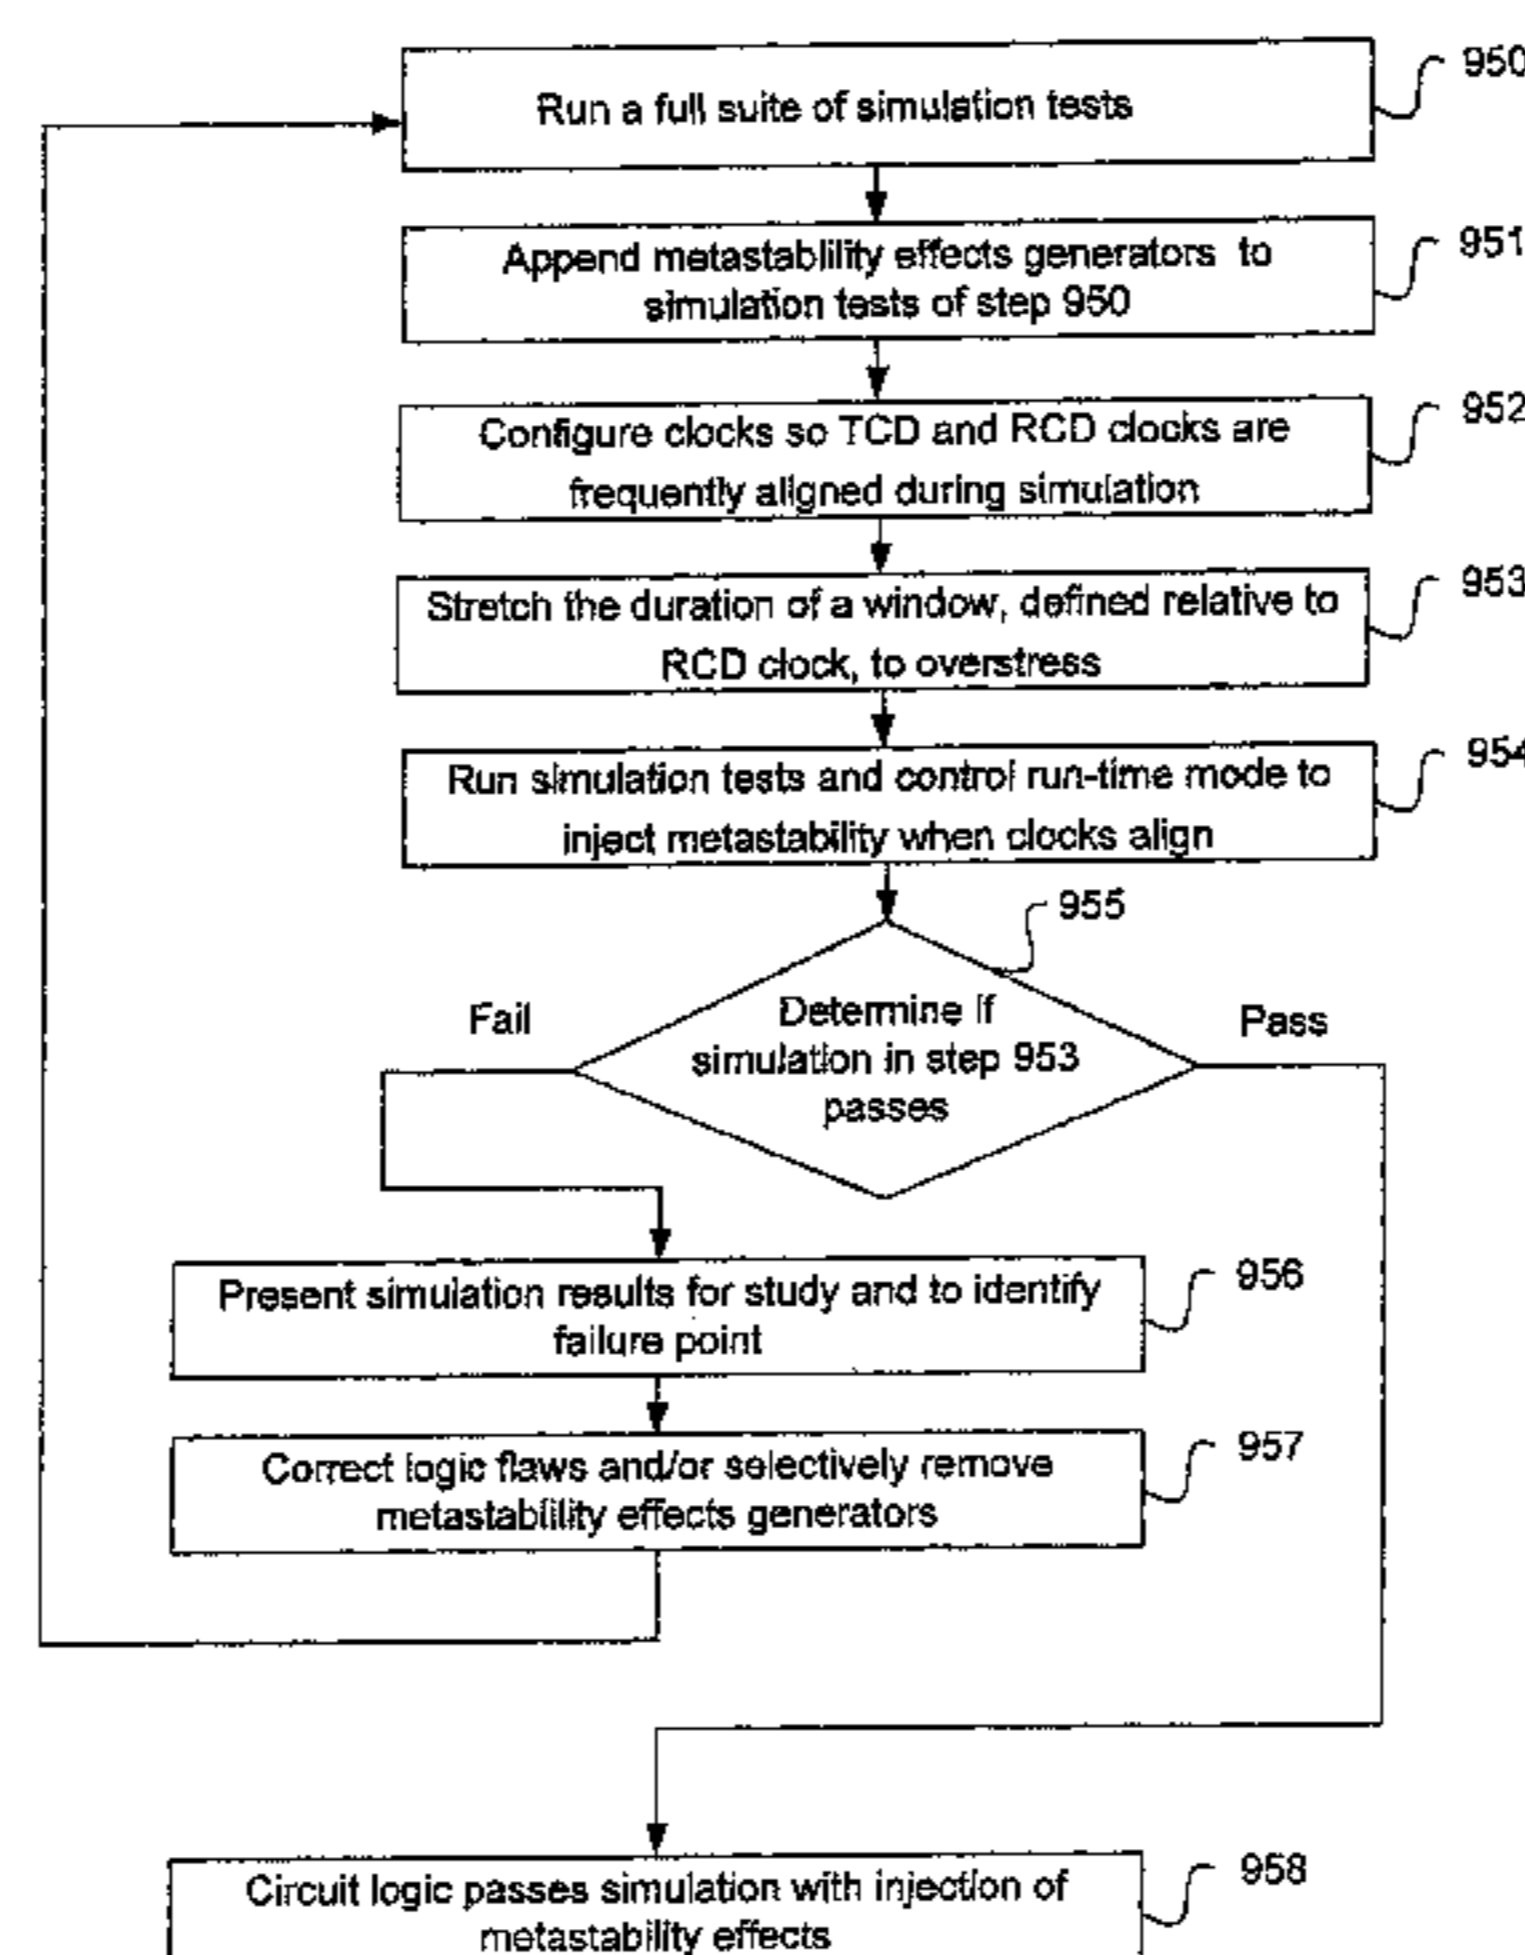 Run a full suite of simulation tests
950
Append metastablility effects generators to
simulation tests of step 950
951
Configure clocks so TCD and RCD clocks are
frequently aligned during simulation
952
Stretch the duration of a window, defined relative to
RCD clock, to overstress
953
Run simulation tests and control run-time mode to
inject metastability when clocks align
954
955
Fail
Determine if
simulation in step 953
passes
Pass
Present simulation results for study and to identify
failure point
956
Correct logic flaws and/or selectively remove
metastablility effects generators
957
Circuit logic passes simulation with injection of
metastability effects
958